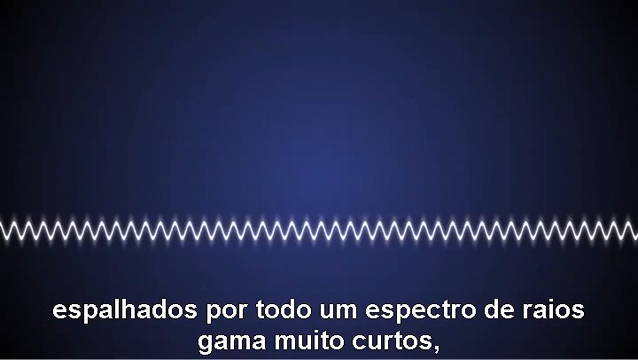 espalhados por todo um espectro de raios
gama muito curtos,